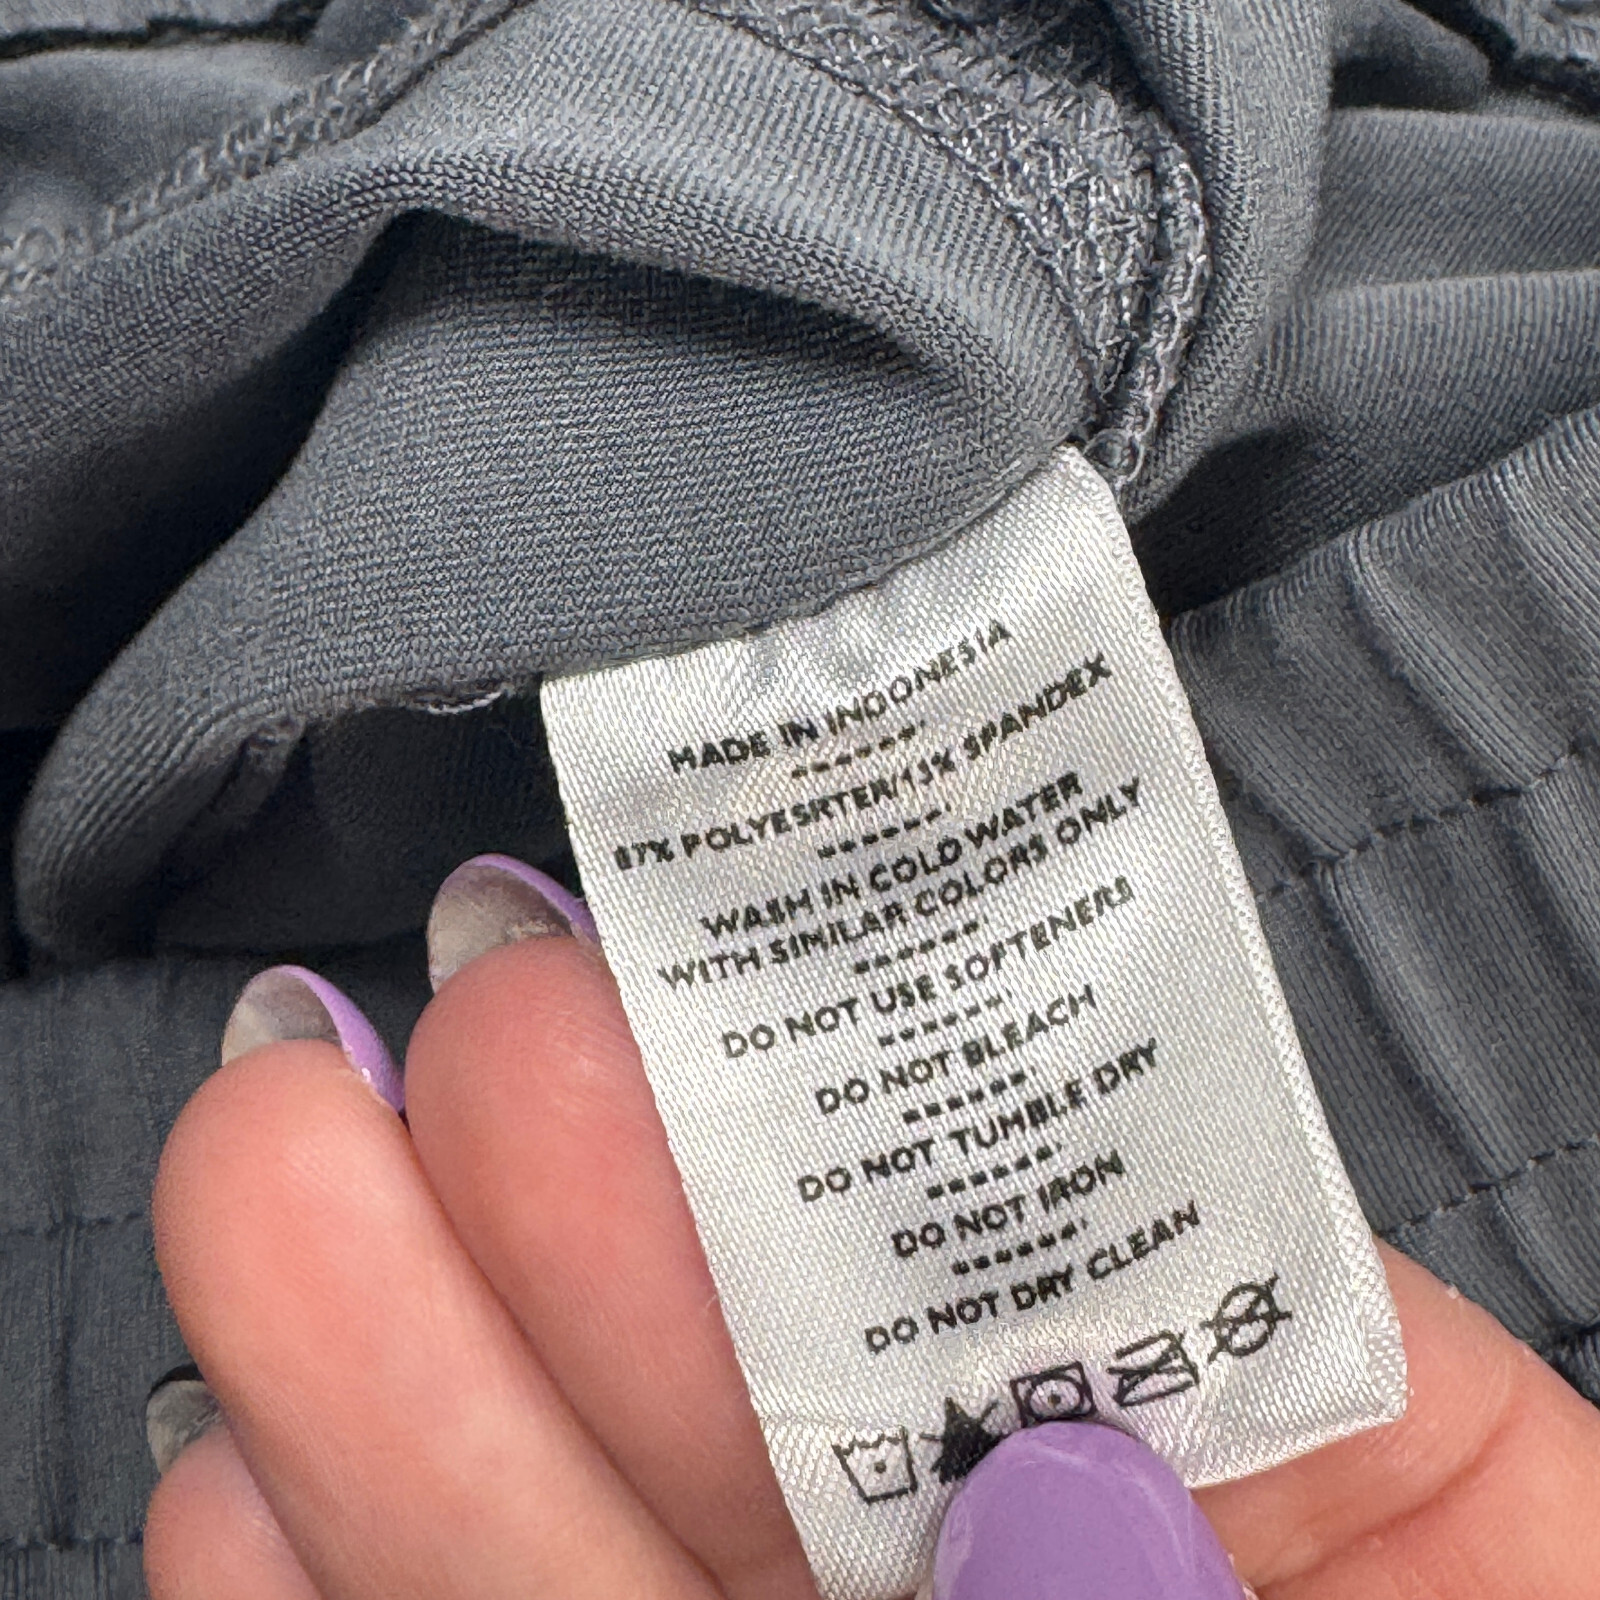 MADE IN INDONESIA
------
87% POLYESRTER/13% SPANDEX
------
WASH IN COLD WATER
WITH SIMILAR COLORS ONLY
------
DO NOT USE SOFTENERS
------
DO NOT BLEACH
------
DO NOT TUMBLE DRY
------
DO NOT IRON
------
DO NOT DRY CLEAN